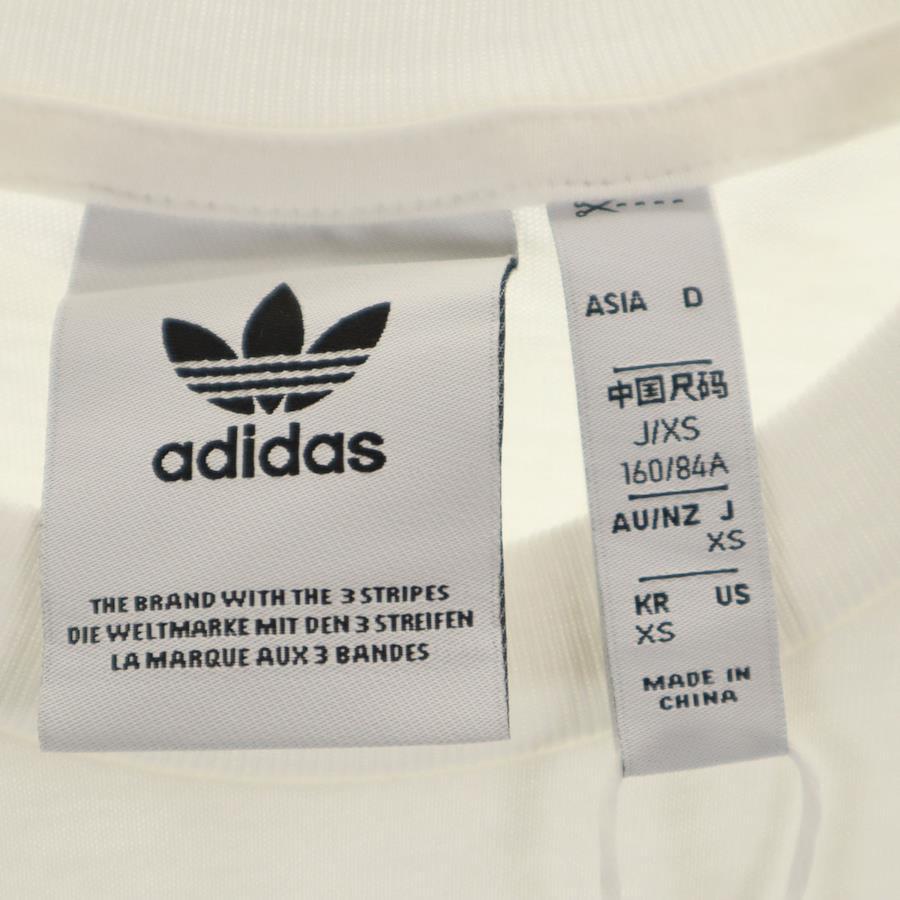 adidas
THE BRAND WITH THE 3 STRIPES
DIE WELTMARKE MIT DEN 3 STREIFEN
LA MARQUE AUX 3 BANDES
ASIA D
中国尺码
J/XS
160/84A
AU/NZ J
XS
KR US
XS
MADE IN
CHINA